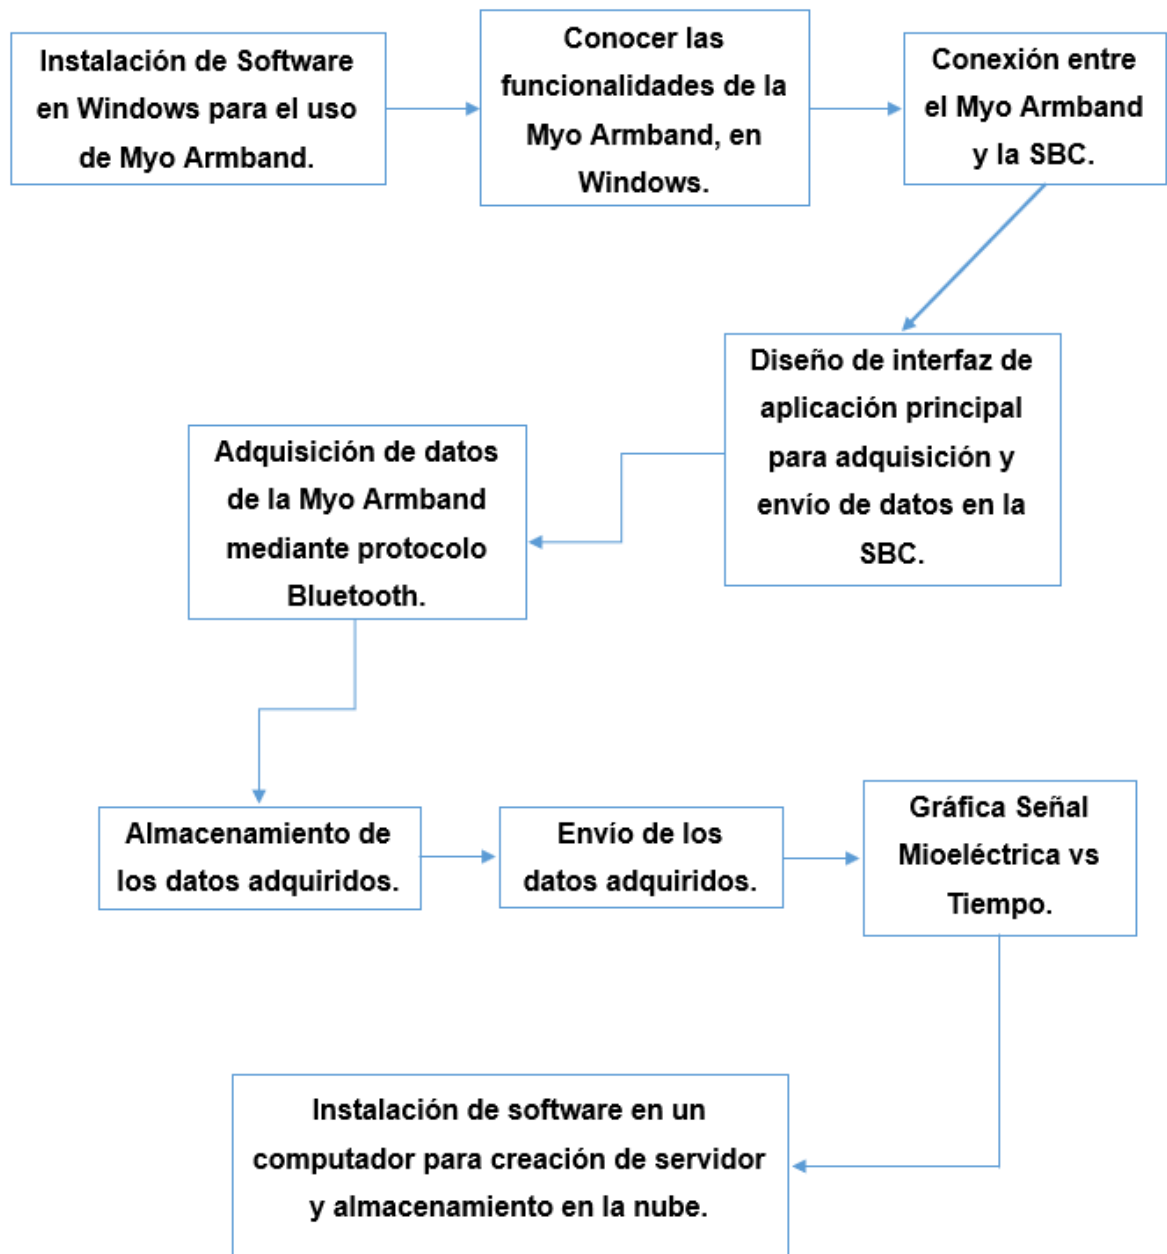 Instalación de Software
en Windows para el uso
de Myo Armband.
Conocer las
funcionalidades de la
Myo Armband, en
Windows.
Conexión entre
el Myo Armband
y la SBC.
Diseño de interfaz de
aplicación principal
para adquisición y
envío de datos en la
SBC.
Adquisición de datos
de la Myo Armband
mediante protocolo
Bluetooth.
Almacenamiento de
los datos adquiridos.
Envío de los
datos adquiridos.
Gráfica Señal
Mioeléctrica vs
Tiempo.
Instalación de software en un
computador para creación de servidor
y almacenamiento en la nube.